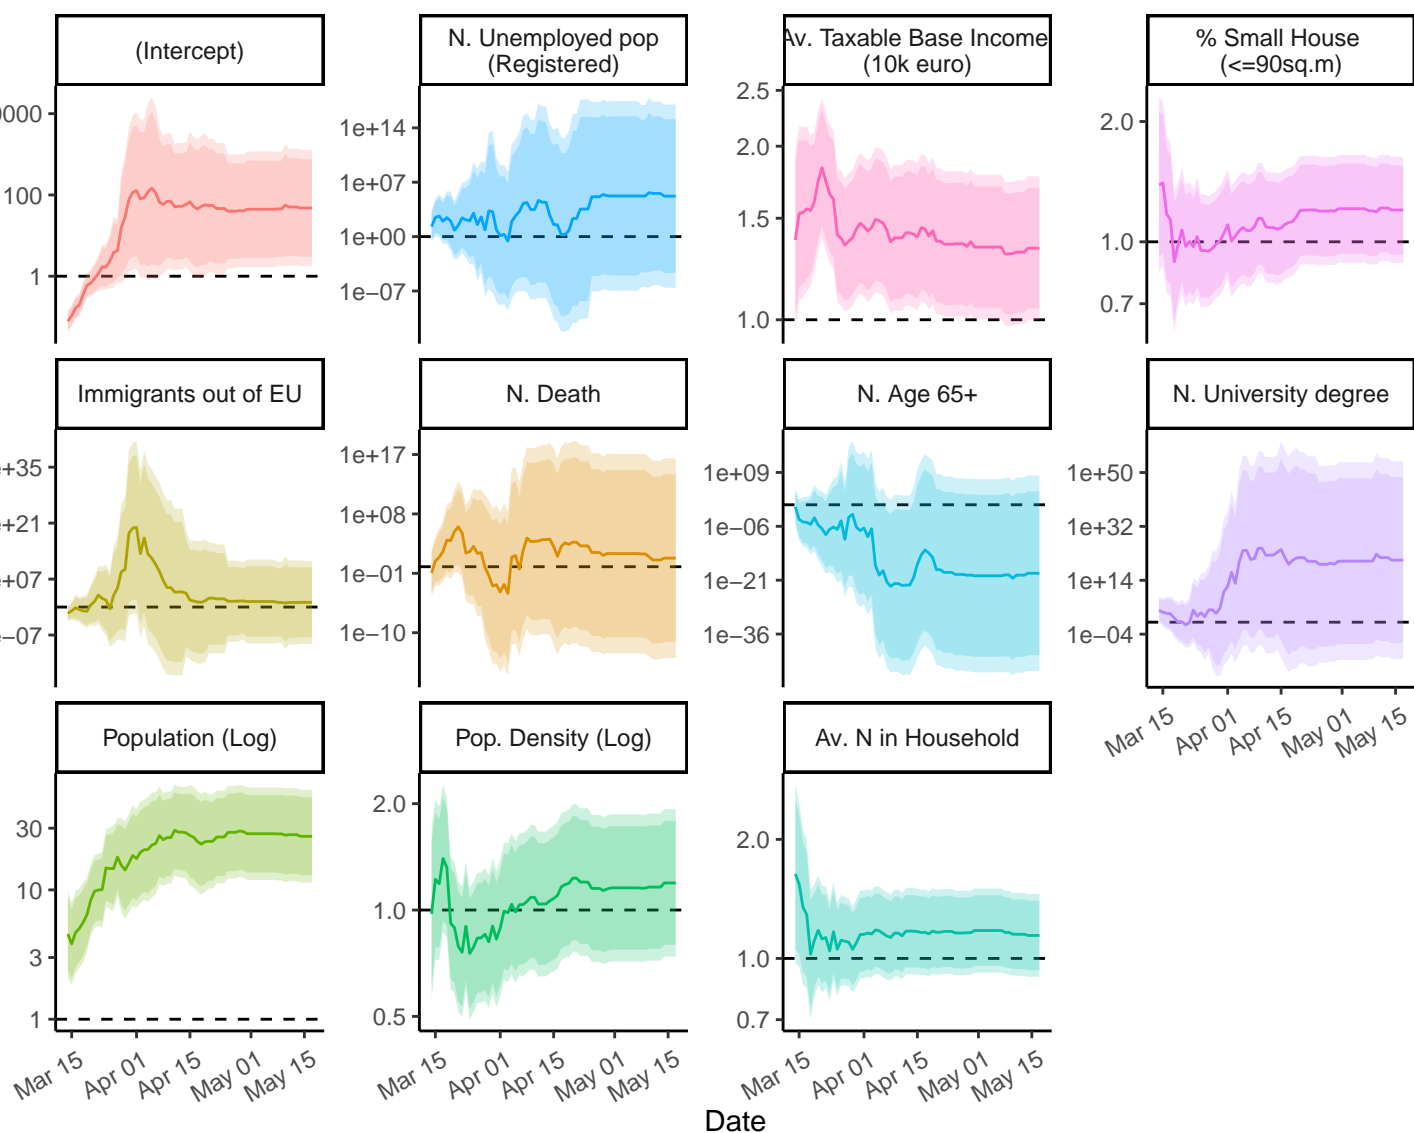 (Intercept)
N. Unemployed pop
(Registered)
Av. Taxable Base Income
(10k euro)
% Small House
(<=90sq.m)
100
1
1e+14
1e+07
1e+00
1e−07
2.5
2.0
1.5
1.0
2.0
1.0
0.7
Immigrants out of EU
N. Death
N. Age 65+
N. University degree
1e+17
1e+08
1e−01
1e−10
1e+09
1e−06
1e−21
1e−36
1e+50
1e+32
1e+14
1e−04
Mar 15
Apr 01
Apr 15
May 01
May 15
Population (Log)
Pop. Density (Log)
Av. N in Household
30
10
3
1
2.0
1.0
0.5
2.0
1.0
0.7
Mar 15
Apr 01
Apr 15
May 01
May 15
Mar 15
Apr 01
Apr 15
May 01
May 15
Mar 15
Apr 01
Apr 15
May 01
May 15
Date